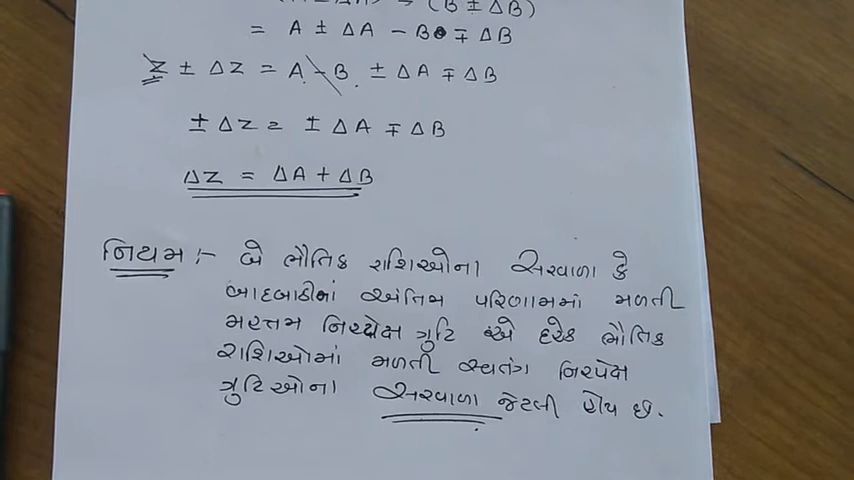 (B ± ΔB)
= A ± ΔA − B ∓ ΔB
Z ± ΔZ = A − B ± ΔA ∓ ΔB
± ΔZ = ± ΔA ∓ ΔB
ΔZ = ΔA + ΔB
નિયમ :- બે ભૌતિક રાશિઓના સરવાળા કે
બાદબાકીનાં અંતિમ પરિણામમાં મળતી
મહત્તમ નિરપેક્ષ ત્રુટિ એ દરેક ભૌતિક
રાશિઓમાં મળતી સ્વતંત્ર નિરપેક્ષ
ત્રુટિઓના સરવાળા જેટલી હોય છે.